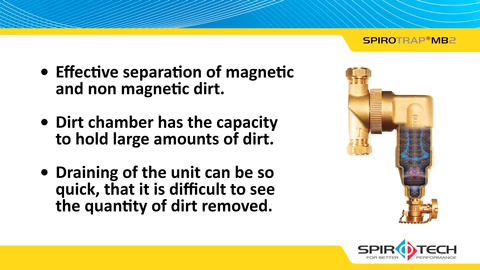 SPIROTRAP® MB2
• Effective separation of magnetic
and non magnetic dirt.
• Dirt chamber has the capacity
to hold large amounts of dirt.
• Draining of the unit can be so
quick, that it is difficult to see
the quantity of dirt removed.
SPIROTECH
FOR BETTER PERFORMANCE